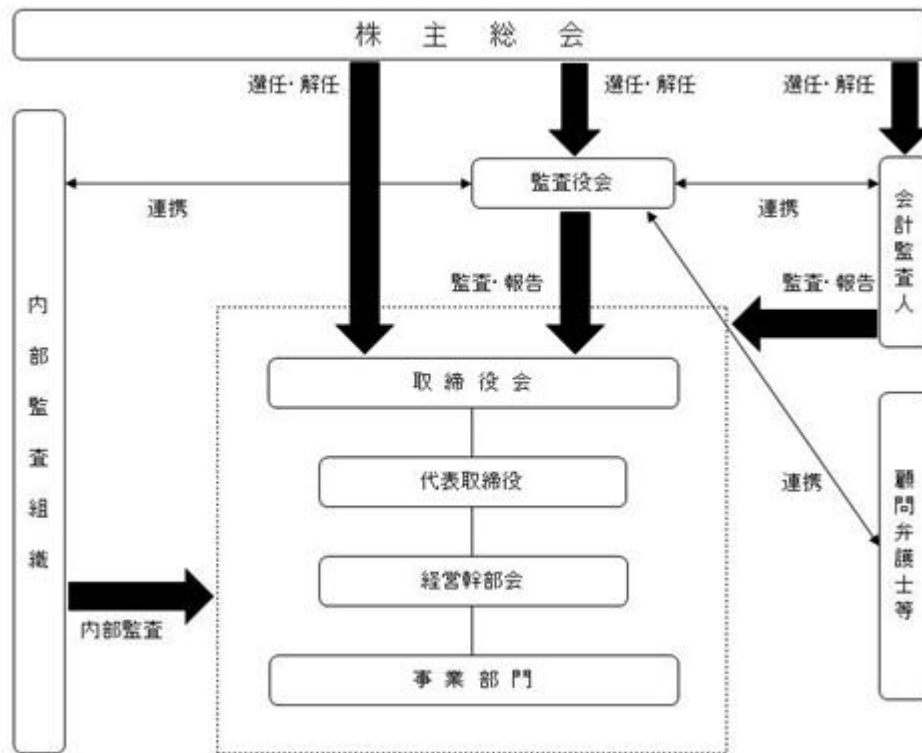 株主総会
選任・解任
選任・解任
選任・解任
監査役会
連携
連携
会計監査人
監査・報告
監査・報告
内部監査組織
取締役会
代表取締役
連携
顧問弁護士等
経営幹部会
内部監査
事業部門